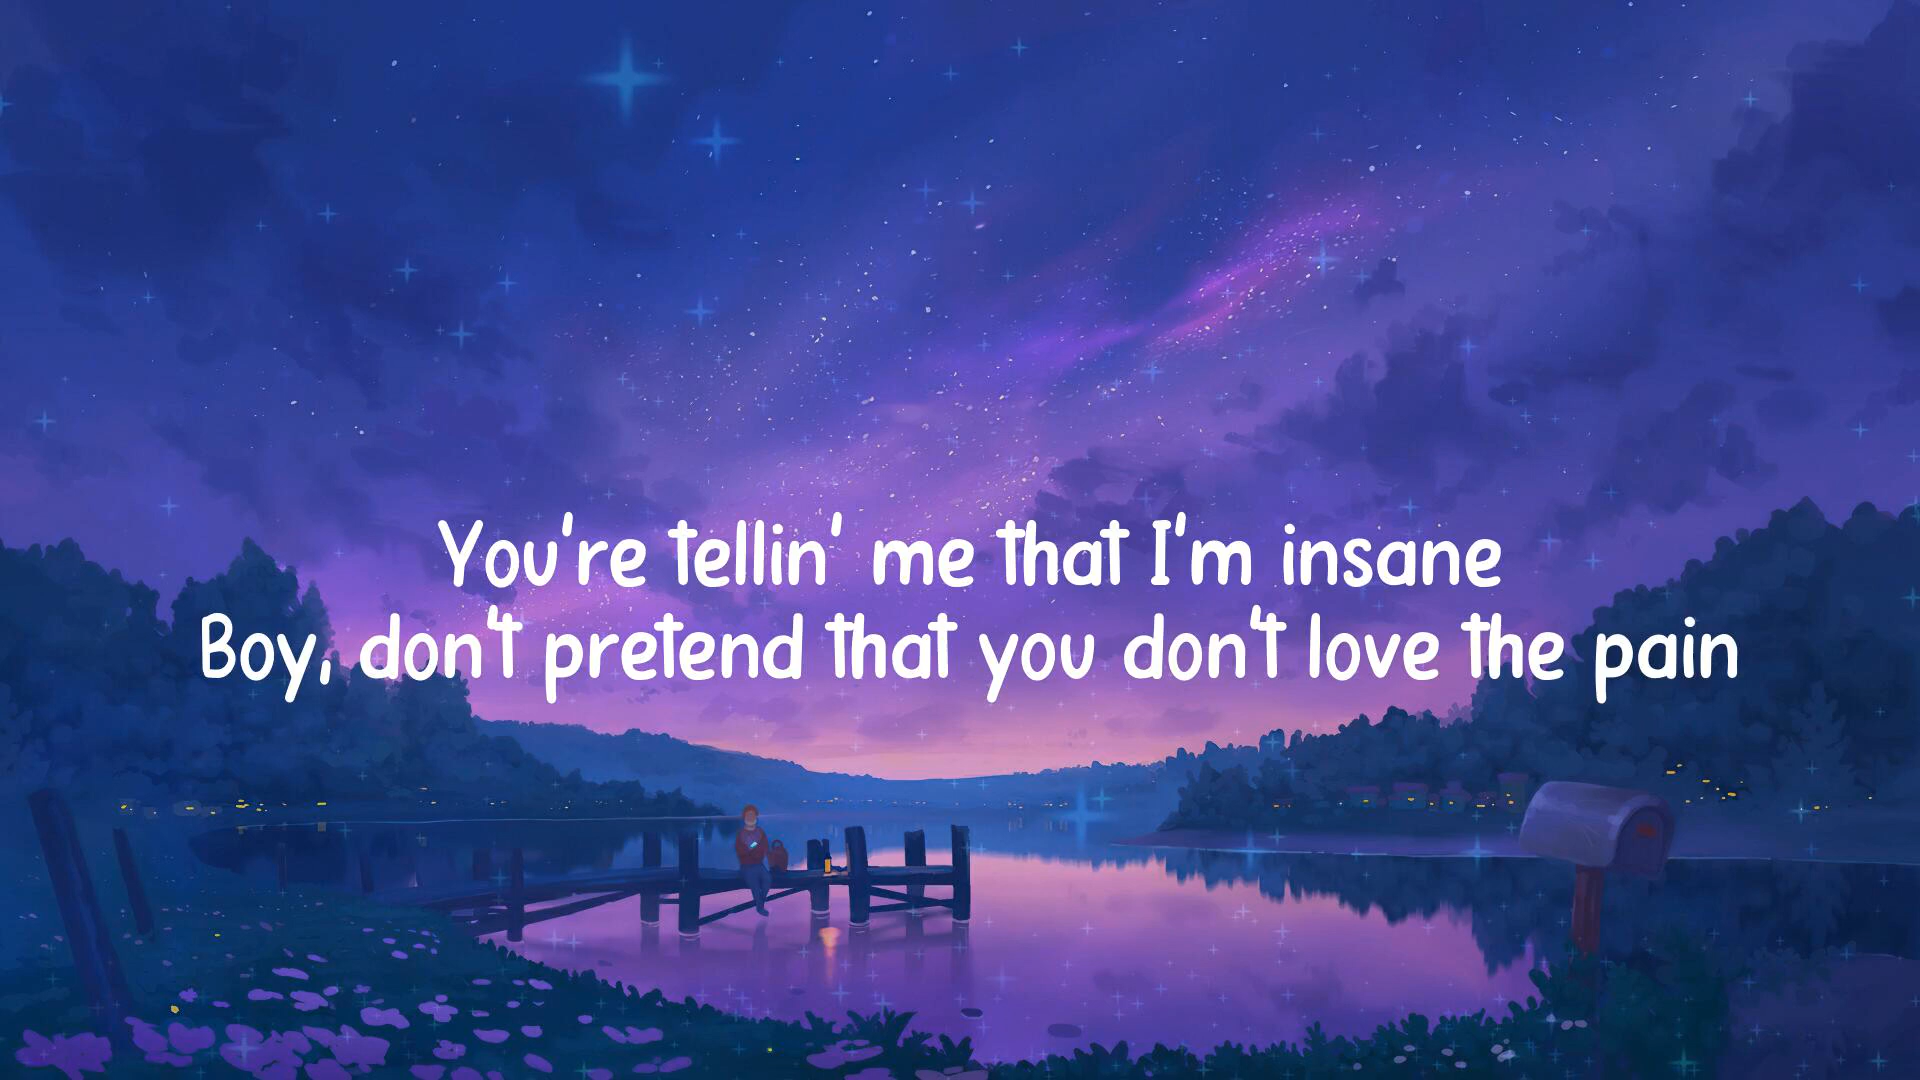 You're tellin' me that I'm insane
Boy, don't pretend that you don't love the pain